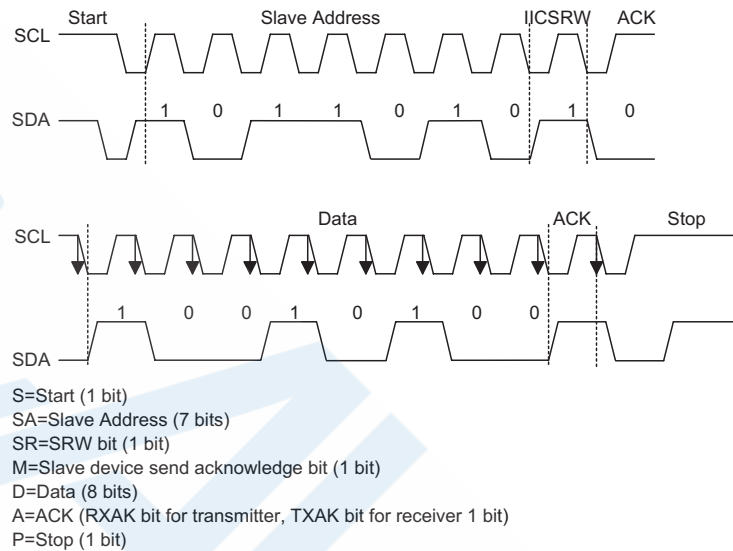 Start Slave Address IICSRW ACK
SCL
SDA 1 0 1 1 0 1 0 1 0
Data ACK Stop
SCL
1 0 0 1 0 1 0 0
SDA
S=Start (1 bit)
SA=Slave Address (7 bits)
SR=SRW bit (1 bit)
M=Slave device send acknowledge bit (1 bit)
D=Data (8 bits)
A=ACK (RXAK bit for transmitter, TXAK bit for receiver 1 bit)
P=Stop (1 bit)